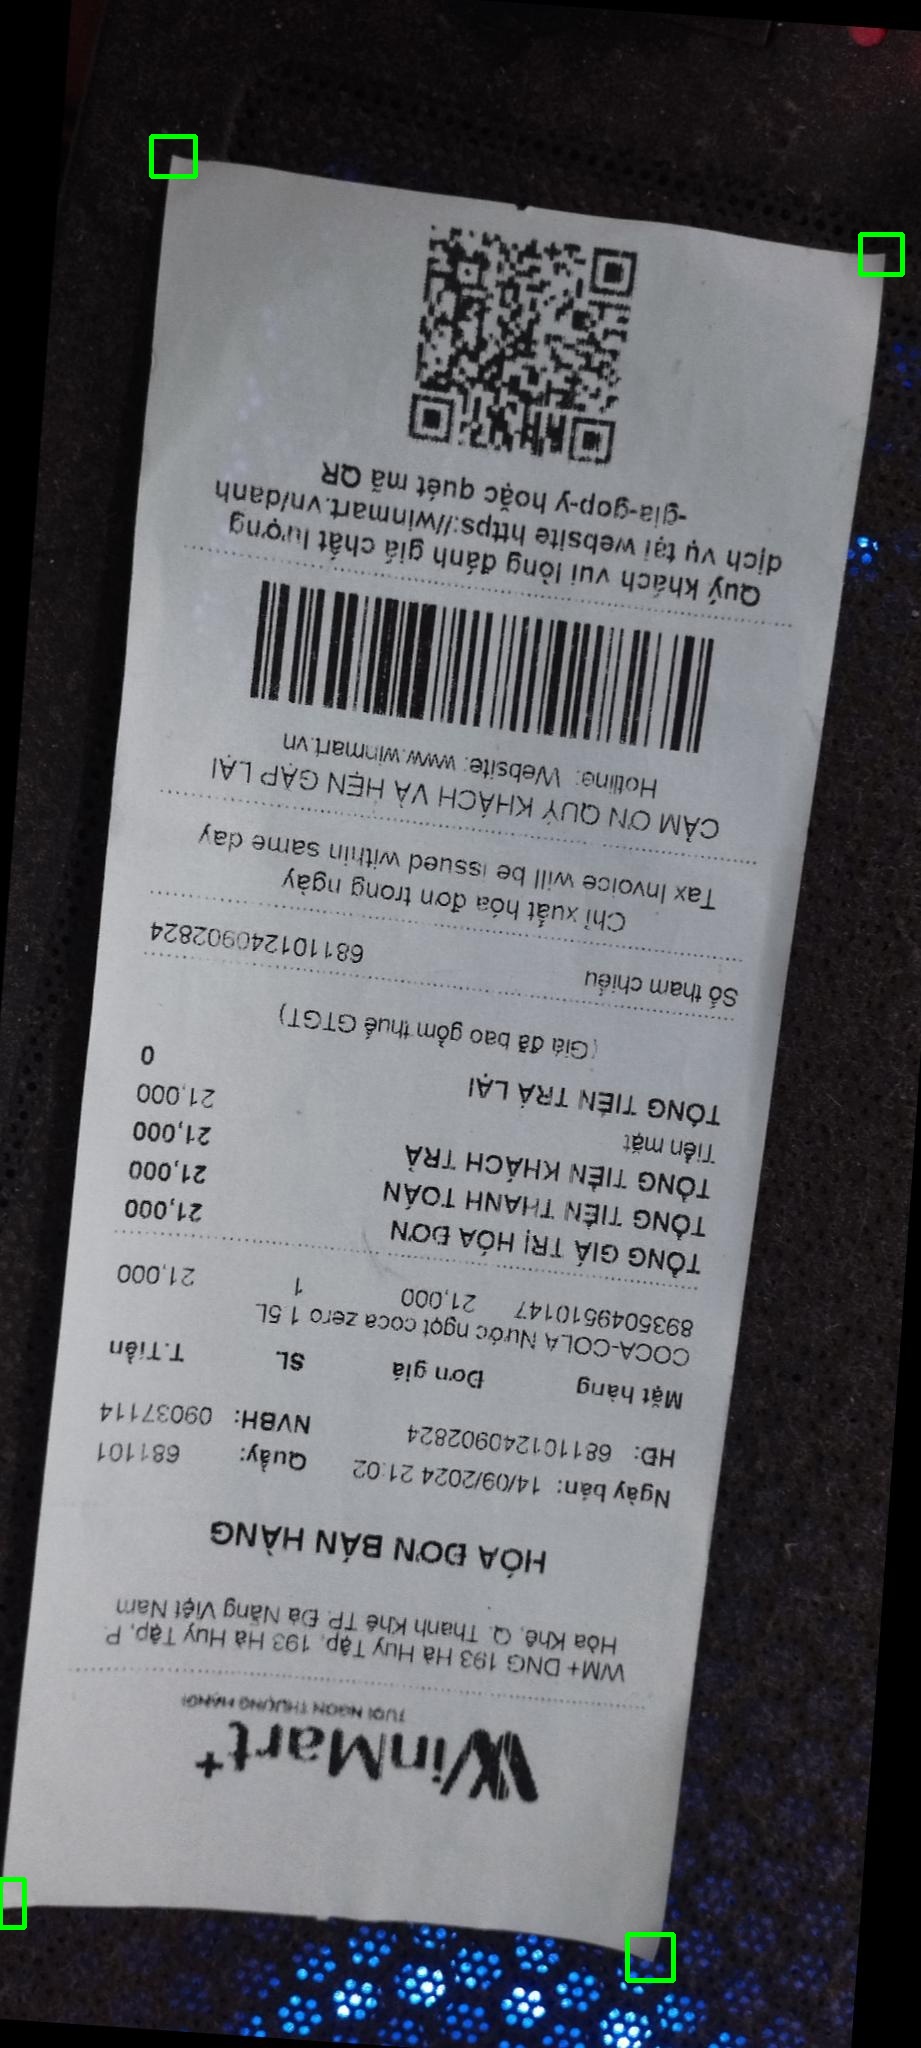 WinMart+
TƯƠI NGON THƯỢNG HẠNG
WM+ DNG 193 Hà Huy Tập, 193 Hà Huy Tập, P.
Hòa Khê, Q. Thanh Khê TP. Đà Nẵng Việt Nam
HÓA ĐƠN BÁN HÀNG
Ngày bán: 14/09/2024 21:02 Quầy: 681101
HĐ: 681101240902824 NVBH: 09037114
Mặt hàng Đơn giá SL T.Tiền
COCA-COLA Nước ngọt coca zero 1.5L
8935049510147 21,000 1 21,000
TỔNG GIÁ TRỊ HÓA ĐƠN 21,000
TỔNG TIỀN THANH TOÁN 21,000
TỔNG TIỀN KHÁCH TRẢ 21,000
Tiền mặt 21.000
TỔNG TIỀN TRẢ LẠI 0
(Giá đã bao gồm thuế GTGT)
Số tham chiếu 681101240902824
Chỉ xuất hóa đơn trong ngày
Tax Invoice will be issued within same day
CẢM ƠN QUÝ KHÁCH VÀ HẸN GẶP LẠI
Hotline: Website: www.winmart.vn
Quý khách vui lòng đánh giá chất lượng
dịch vụ tại website https://winmart.vn/danh
-gia-gop-y hoặc quét mã QR